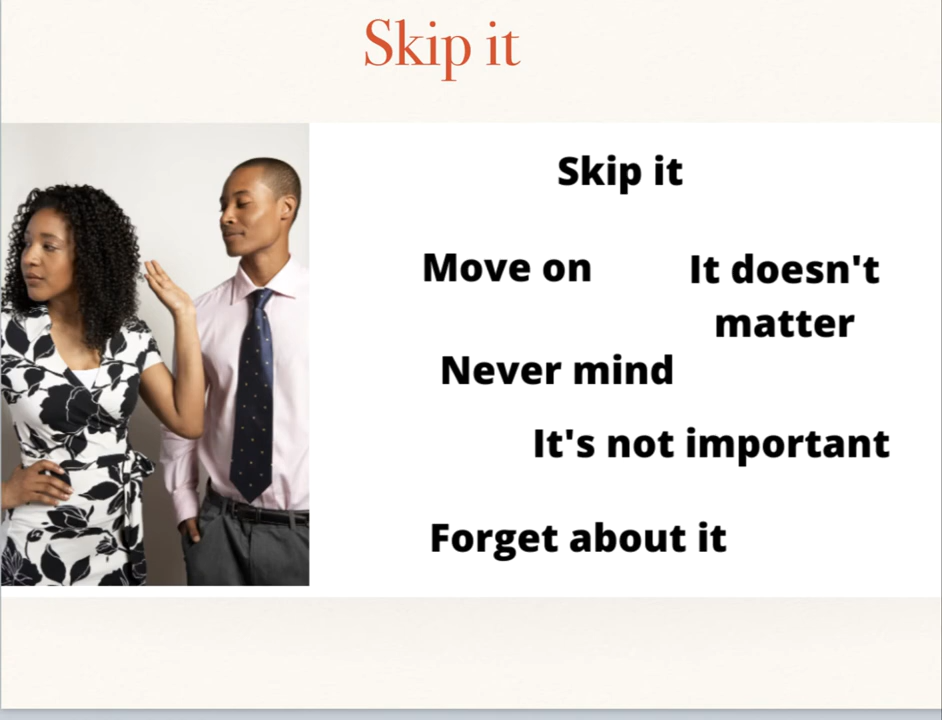 Skip it
Skip it
Move on
It doesn't
matter
Never mind
It's not important
Forget about it